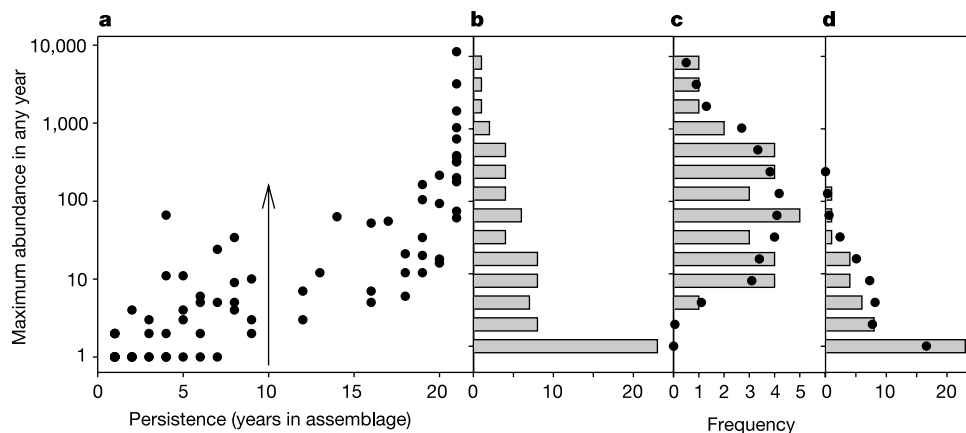 a b c d
10,000
1,000
100
10
1
Maximum abundance in any year
0 5 10 15 20 0 10 20 0 1 2 3 4 5 0 10 20
Persistence (years in assemblage)
Frequency